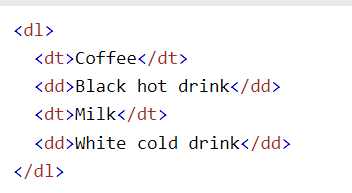 <dl>
  <dt>Coffee</dt>
  <dd>Black hot drink</dd>
  <dt>Milk</dt>
  <dd>White cold drink</dd>
</dl>